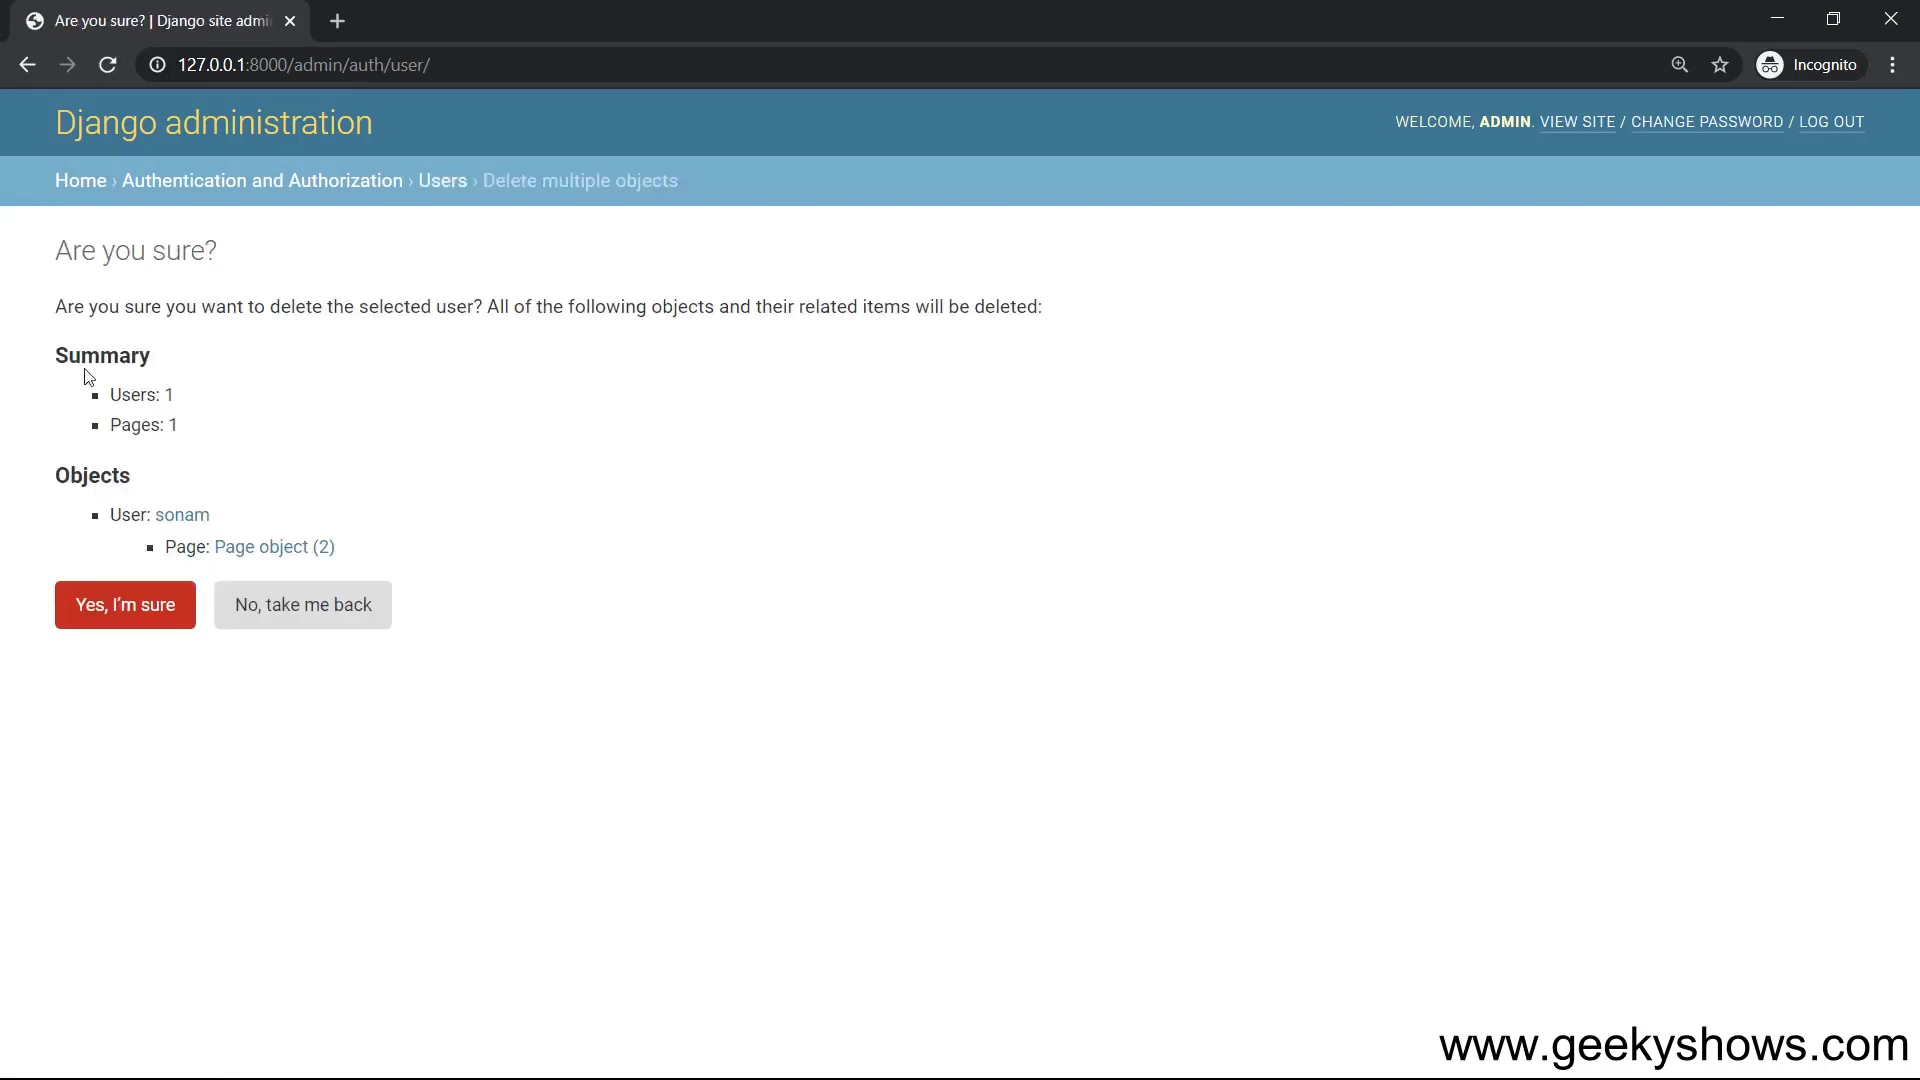 Are you sure? | Django site admi
127.0.0.1:8000/admin/auth/user/
Incognito
Django administration
WELCOME, ADMIN. VIEW SITE / CHANGE PASSWORD / LOG OUT
Home › Authentication and Authorization › Users › Delete multiple objects
Are you sure?
Are you sure you want to delete the selected user? All of the following objects and their related items will be deleted:
Summary
Users: 1
Pages: 1
Objects
User: sonam
Page: Page object (2)
Yes, I’m sure
No, take me back
www.geekyshows.com